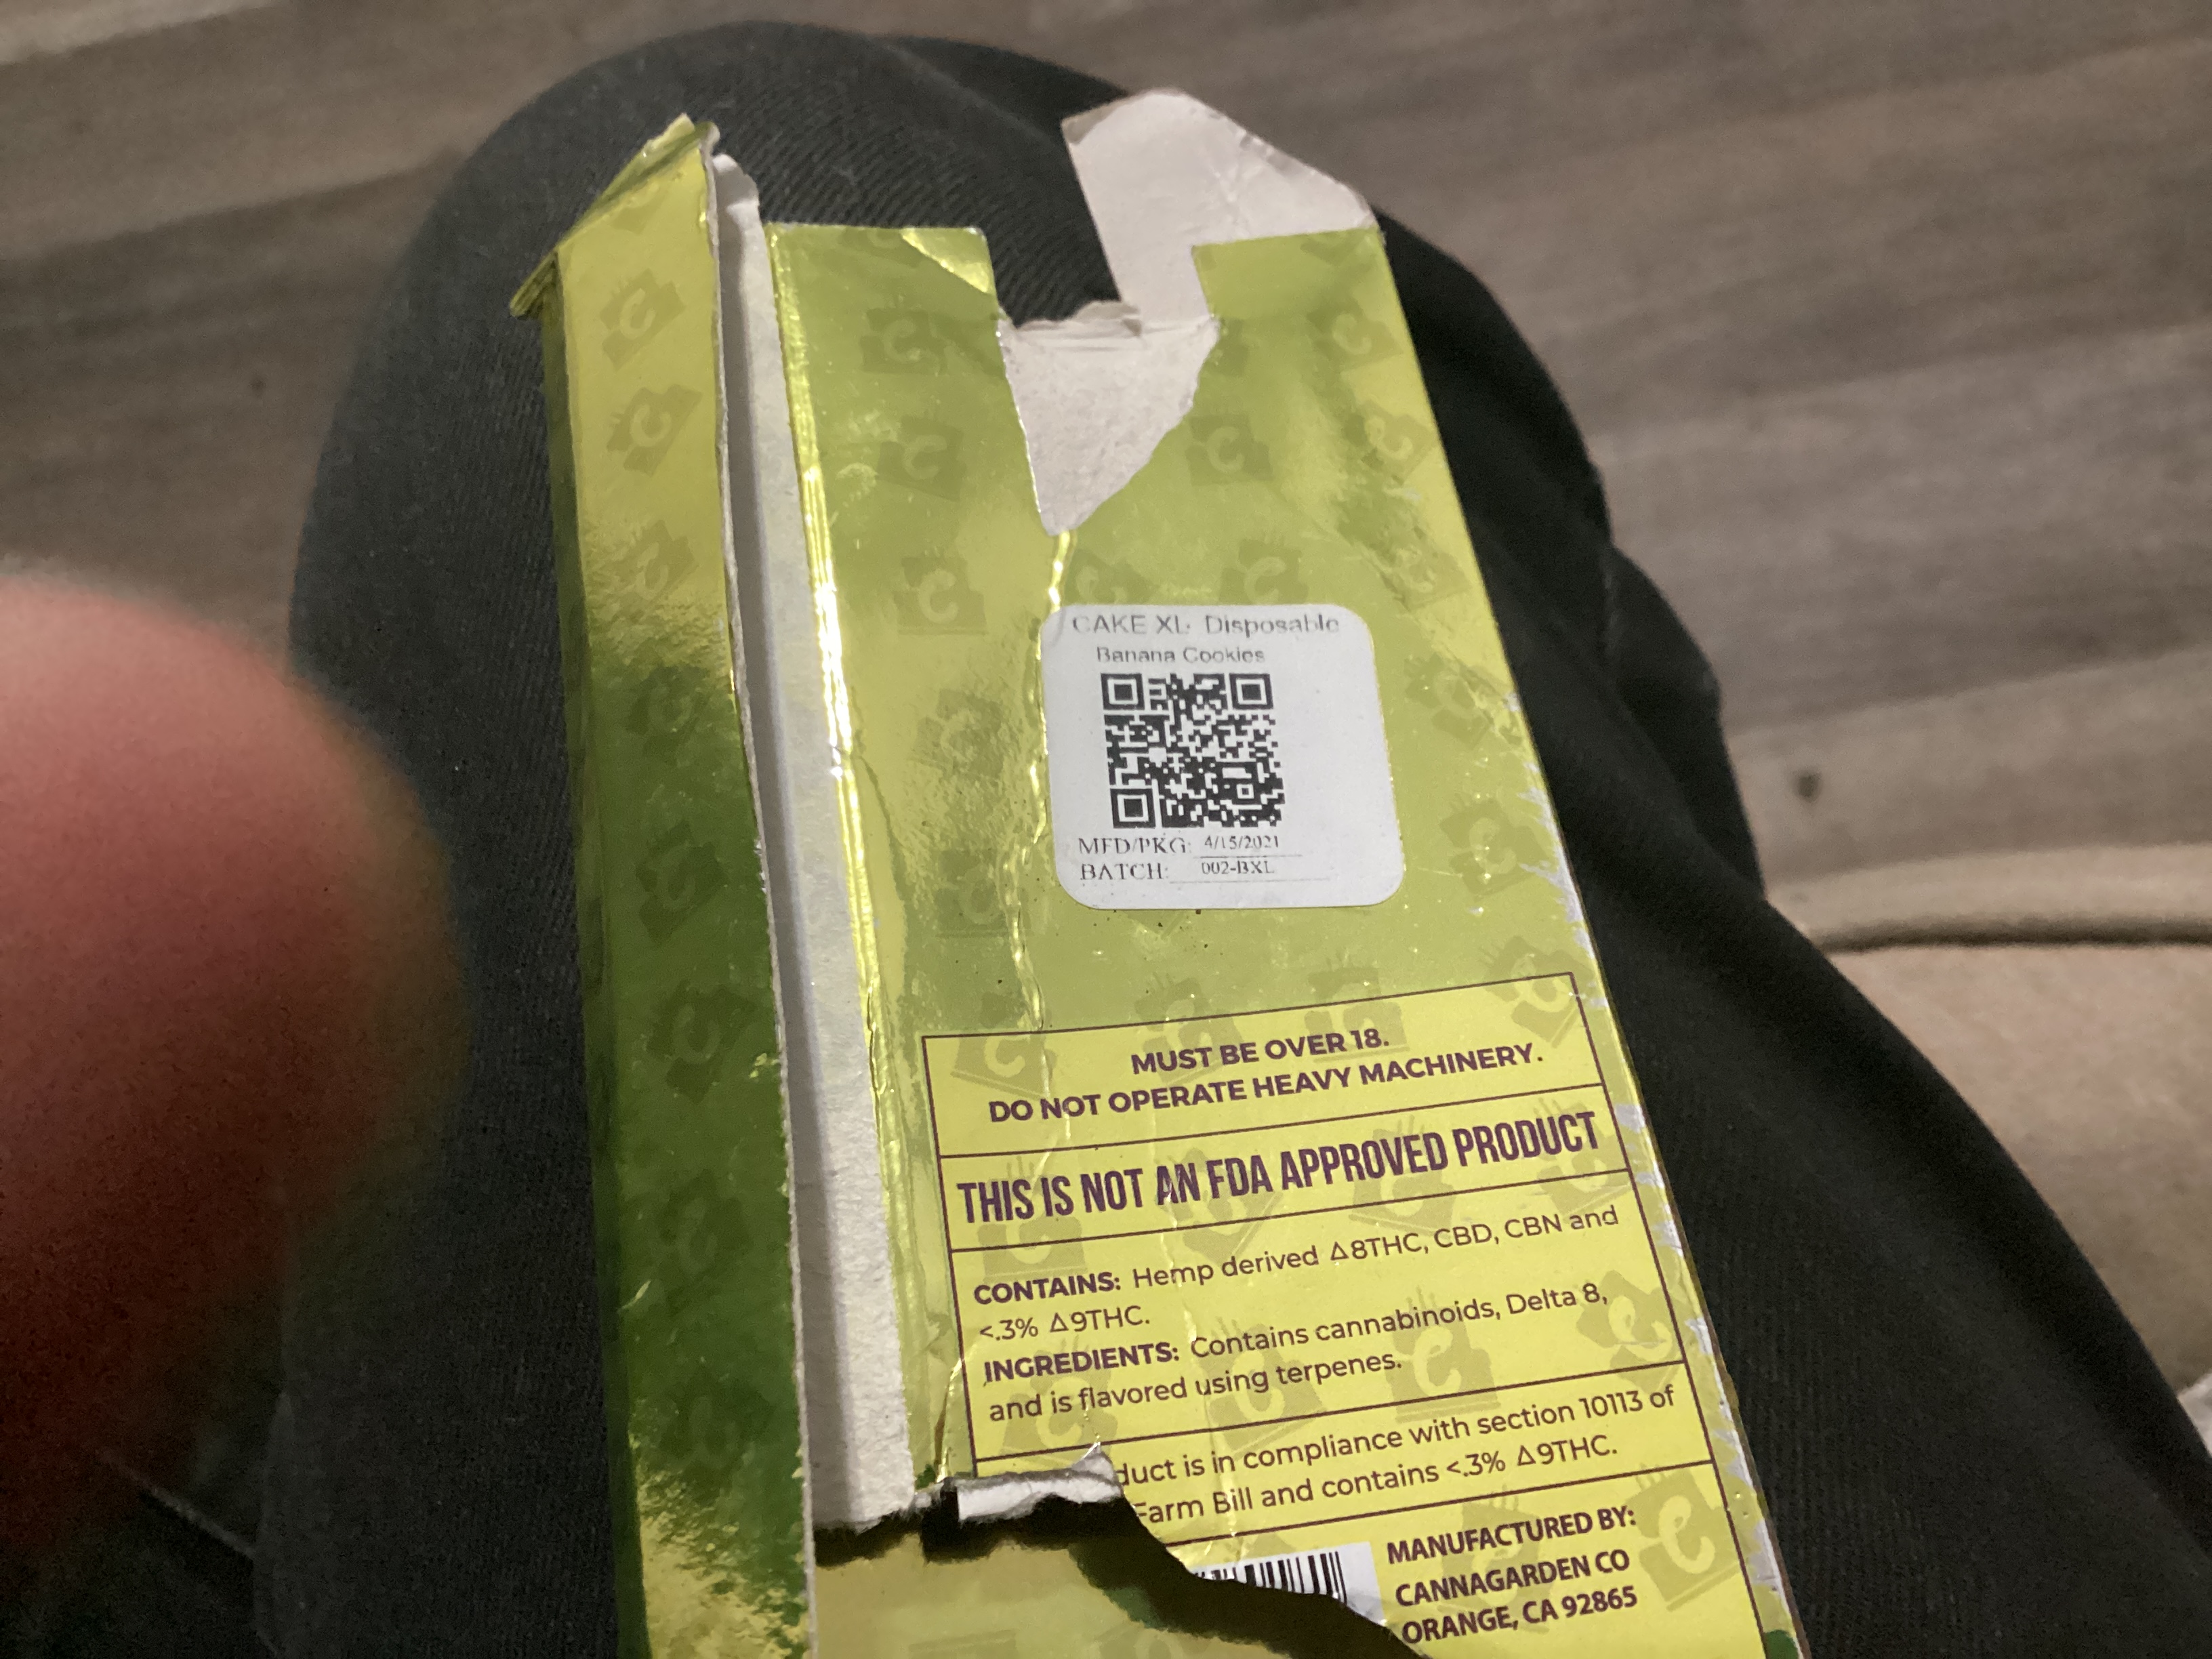 CAKE XL Disposable
Banana Cookies
MFD/PKG: 4/15/2021
BATCH: 002-BXL
MUST BE OVER 18.
DO NOT OPERATE HEAVY MACHINERY.
THIS IS NOT AN FDA APPROVED PRODUCT
CONTAINS: Hemp derived Δ8THC, CBD, CBN and
<.3% Δ9THC.
INGREDIENTS: Contains cannabinoids, Delta 8,
and is flavored using terpenes.
duct is in compliance with section 10113 of
Farm Bill and contains <.3% Δ9THC.
MANUFACTURED BY:
CANNAGARDEN CO
ORANGE, CA 92865